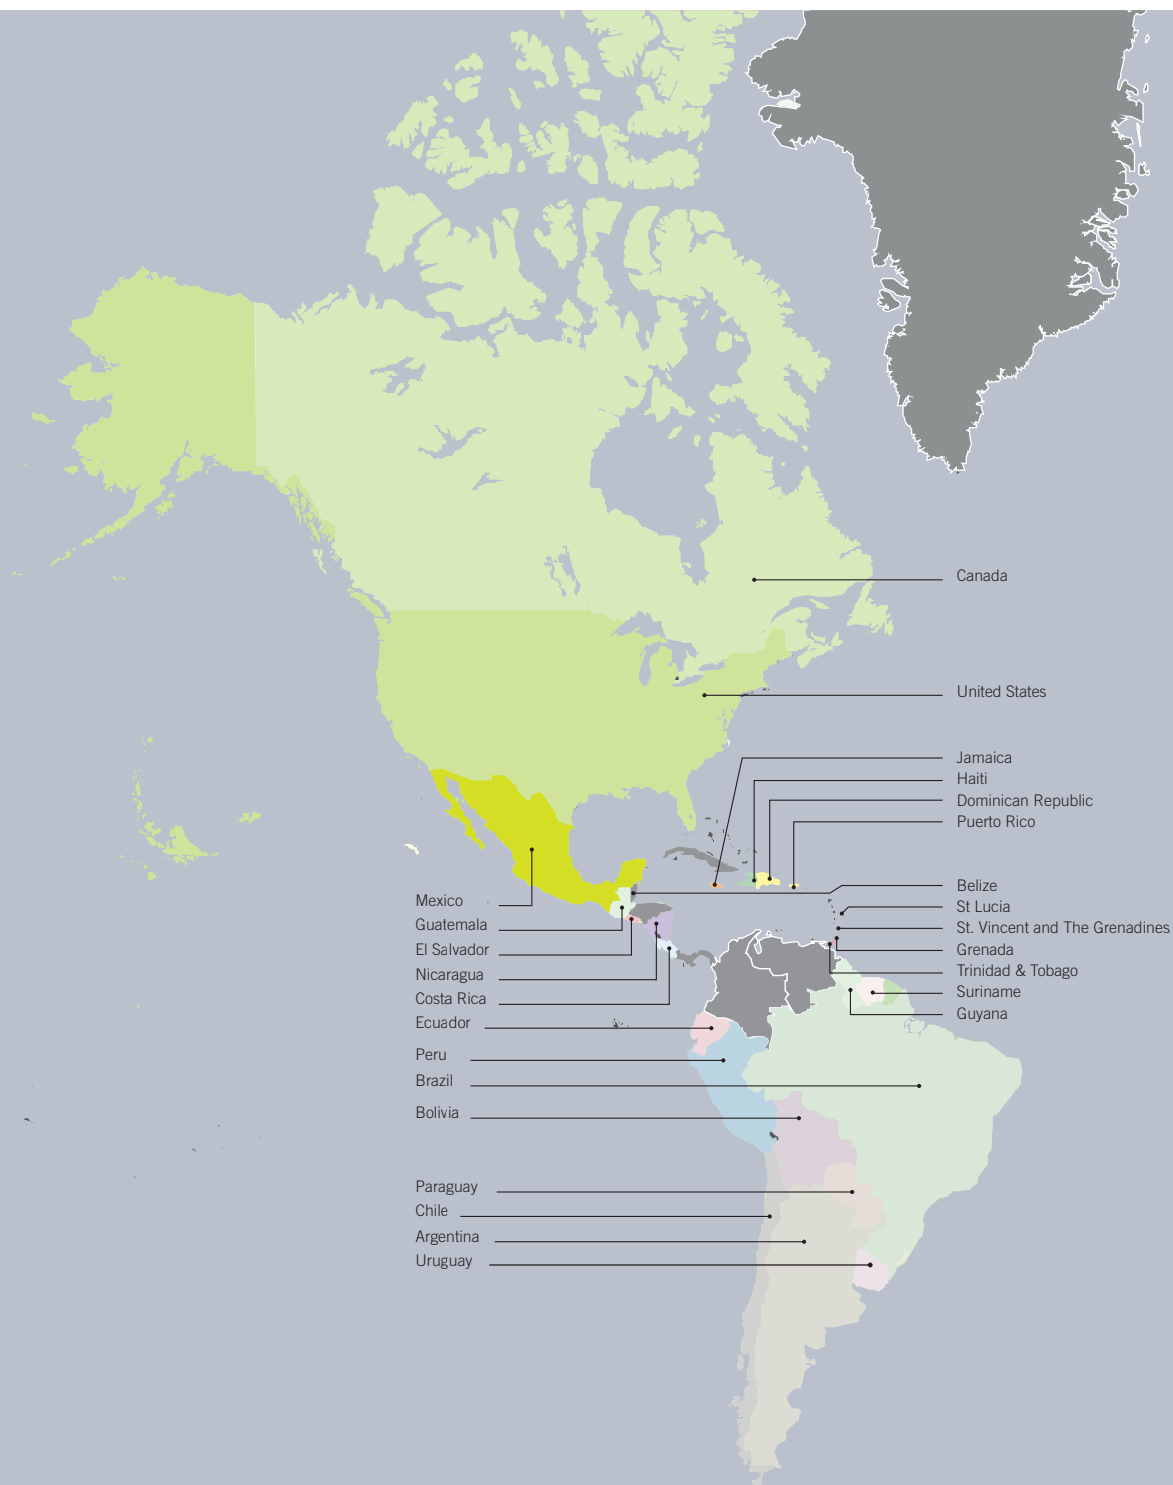 Canada
United States
Jamaica
Haiti
Dominican Republic
Puerto Rico
Belize
St Lucia
St. Vincent and The Grenadines
Grenada
Trinidad & Tobago
Suriname
Guyana
Mexico
Guatemala
El Salvador
Nicaragua
Costa Rica
Ecuador
Peru
Brazil
Bolivia
Paraguay
Chile
Argentina
Uruguay